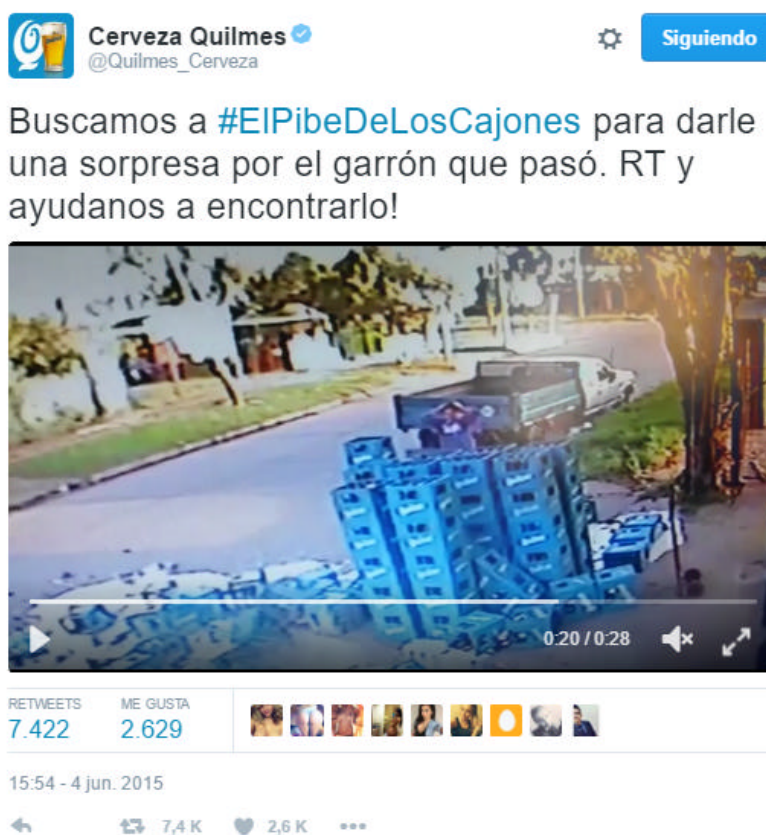 Cerveza Quilmes
@Quilmes_Cerveza
Siguiendo
Buscamos a #ElPibeDeLosCajones para darle
una sorpresa por el garrón que pasó. RT y
ayudanos a encontrarlo!
0:20 / 0:28
RETWEETS ME GUSTA
7.422 2.629
15:54 - 4 jun. 2015
7,4 K 2,6 K